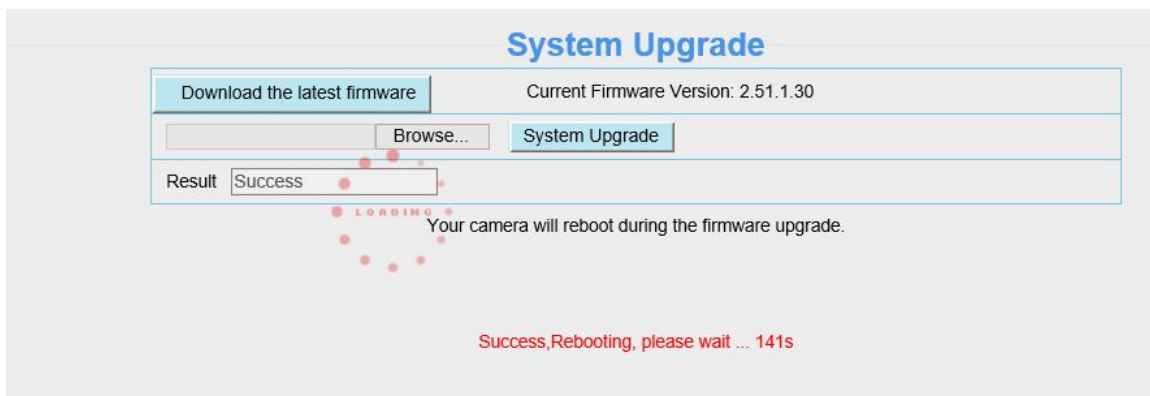 System Upgrade
Download the latest firmware Current Firmware Version: 2.51.1.30
Browse... System Upgrade
Result Success
LOADING
Your camera will reboot during the firmware upgrade.
Success,Rebooting, please wait ... 141s